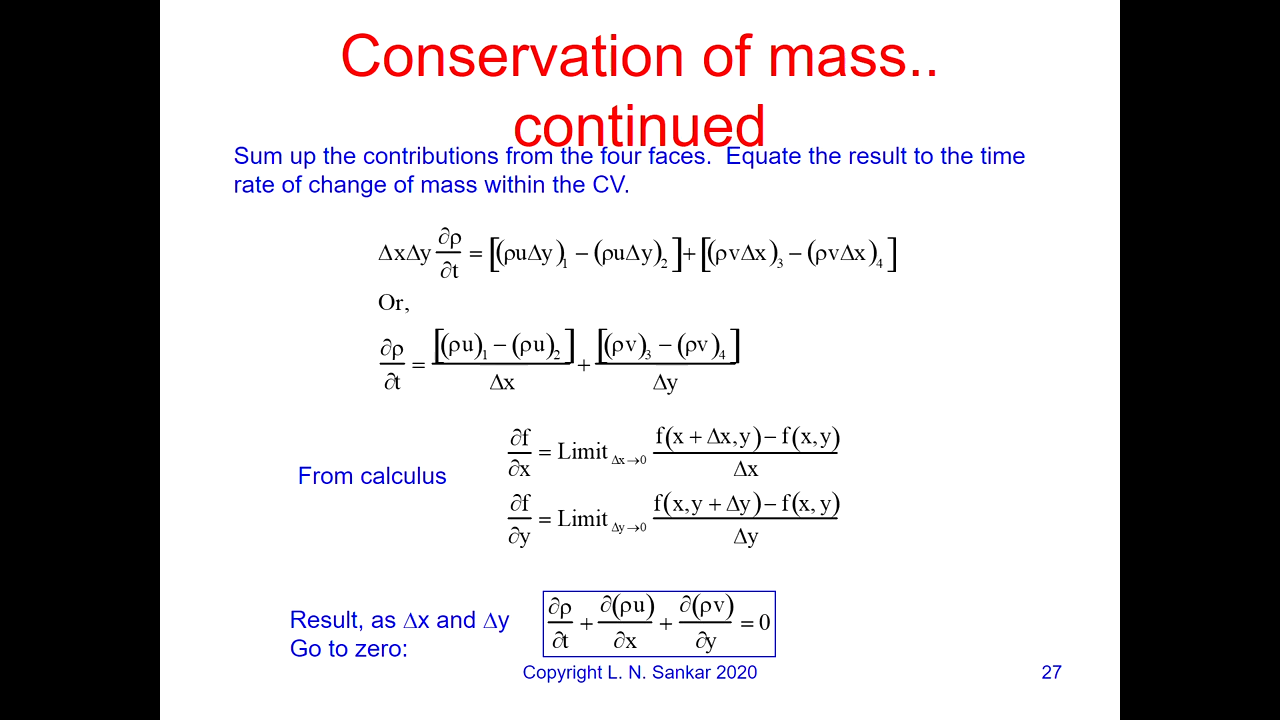 Conservation of mass..
continued
Sum up the contributions from the four faces.  Equate the result to the time
rate of change of mass within the CV.
ΔxΔy ∂ρ/∂t = [(ρuΔy)₁ − (ρuΔy)₂] + [(ρvΔx)₃ − (ρvΔx)₄]
Or,
∂ρ/∂t = [(ρu)₁ − (ρu)₂]/Δx + [(ρv)₃ − (ρv)₄]/Δy
From calculus
∂f/∂x = Limit Δx→0 f(x + Δx,y) − f(x,y)/Δx
∂f/∂y = Limit Δy→0 f(x,y + Δy) − f(x, y)/Δy
Result, as Δx and Δy
Go to zero:
∂ρ/∂t + ∂(ρu)/∂x + ∂(ρv)/∂y = 0
Copyright L. N. Sankar 2020
27